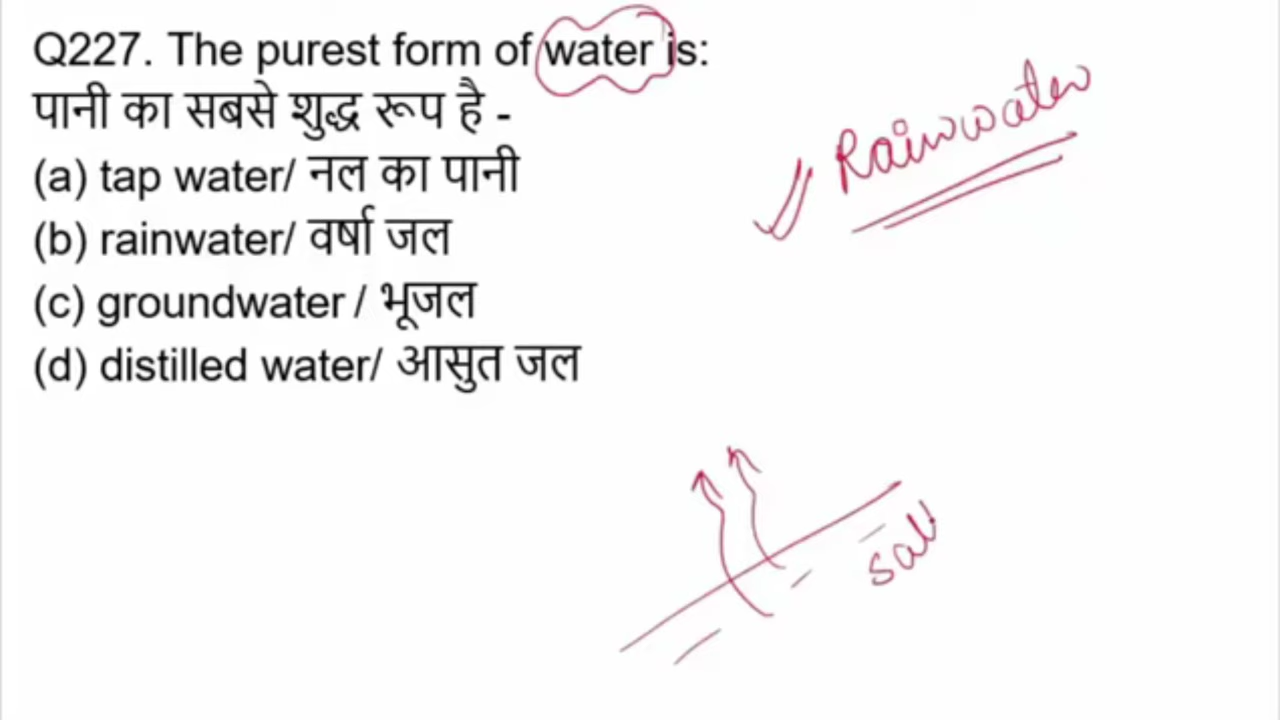 Q227. The purest form of water is:
पानी का सबसे शुद्ध रूप है -
(a) tap water/ नल का पानी
(b) rainwater/ वर्षा जल
(c) groundwater / भूजल
(d) distilled water/ आसुत जल
Rainwater